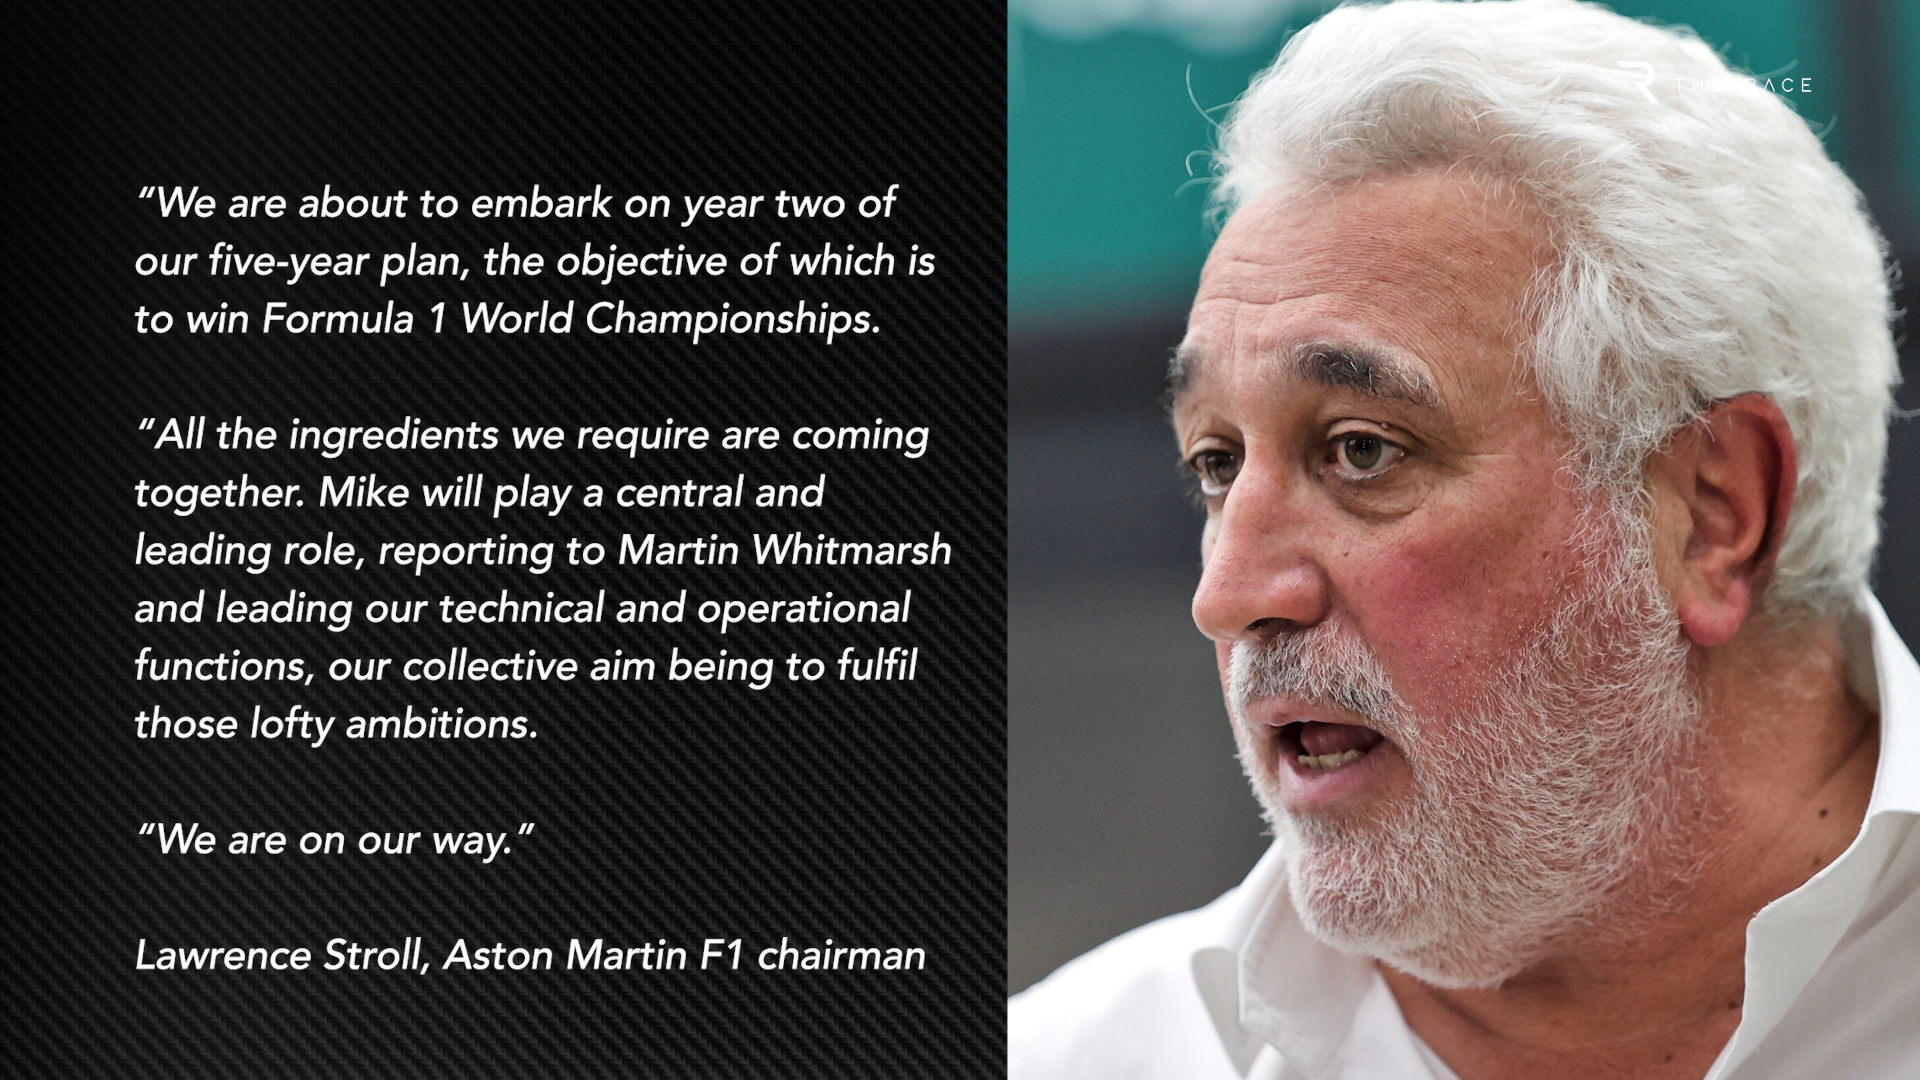 “We are about to embark on year two of
our five-year plan, the objective of which is
to win Formula 1 World Championships.
“All the ingredients we require are coming
together. Mike will play a central and
leading role, reporting to Martin Whitmarsh
and leading our technical and operational
functions, our collective aim being to fulfil
those lofty ambitions.
“We are on our way.”
Lawrence Stroll, Aston Martin F1 chairman
THE RACE